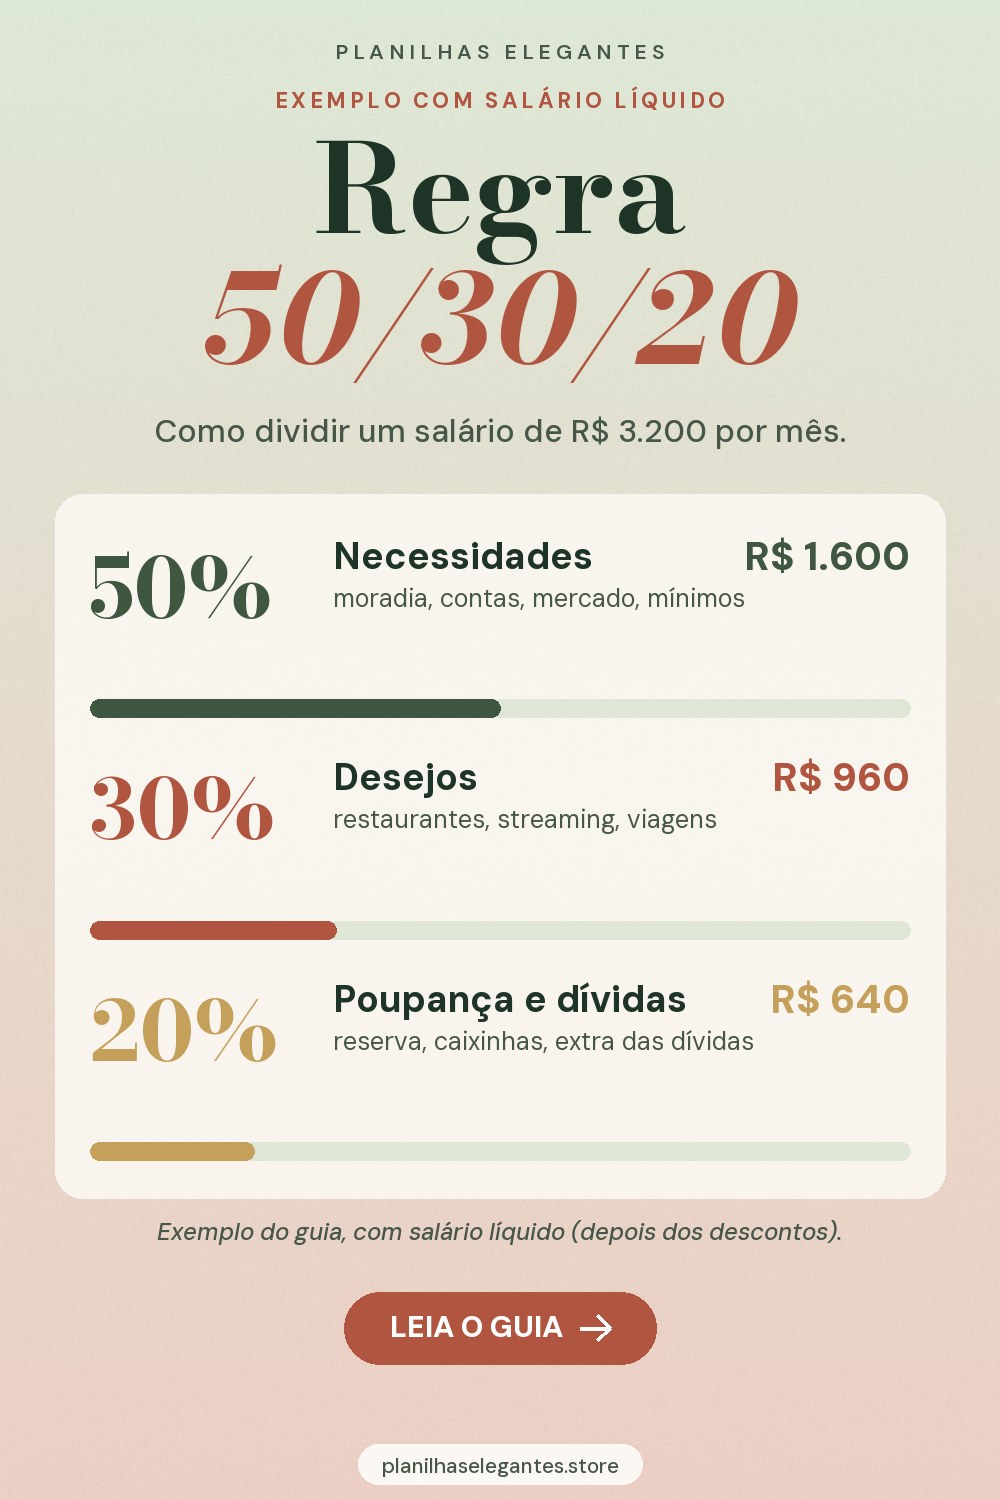 PLANILHAS ELEGANTES
EXEMPLO COM SALÁRIO LÍQUIDO
Regra
50/30/20
Como dividir um salário de R$ 3.200 por mês.
50%
Necessidades
R$ 1.600
moradia, contas, mercado, mínimos
30%
Desejos
R$ 960
restaurantes, streaming, viagens
20%
Poupança e dívidas
R$ 640
reserva, caixinhas, extra das dívidas
Exemplo do guia, com salário líquido (depois dos descontos).
LEIA O GUIA →
planilhaselegantes.store